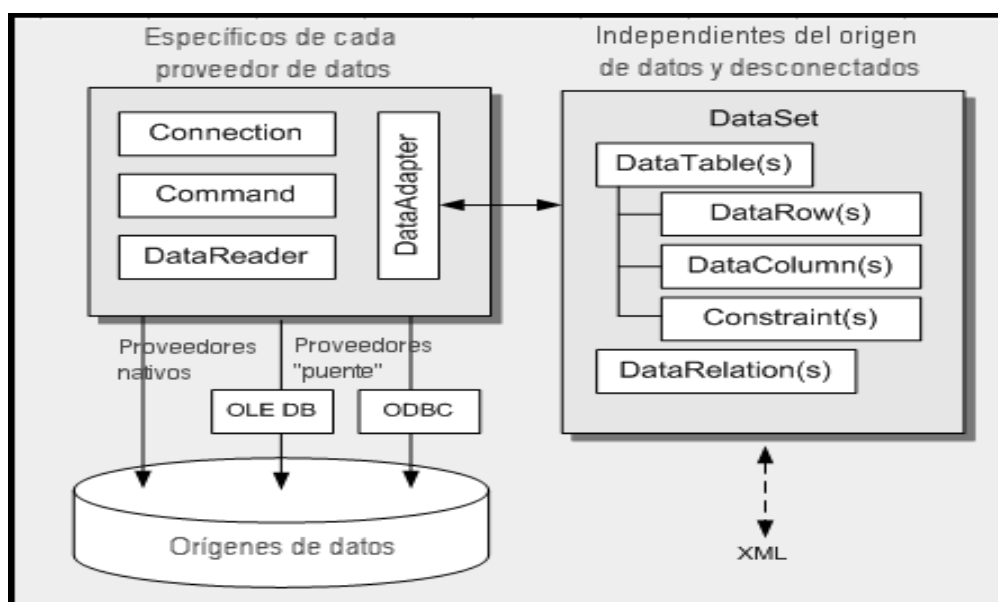 Específicos de cada
proveedor de datos
Connection
Command
DataReader
DataAdapter
Proveedores
nativos
Proveedores
"puente"
OLE DB
ODBC
Orígenes de datos
Independientes del origen
de datos y desconectados
DataSet
DataTable(s)
DataRow(s)
DataColumn(s)
Constraint(s)
DataRelation(s)
XML